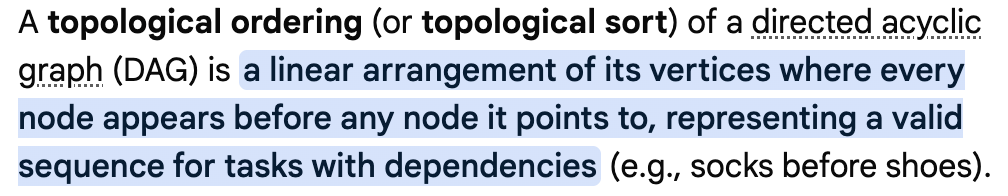 A topological ordering (or topological sort) of a directed acyclic
graph (DAG) is a linear arrangement of its vertices where every
node appears before any node it points to, representing a valid
sequence for tasks with dependencies (e.g., socks before shoes).